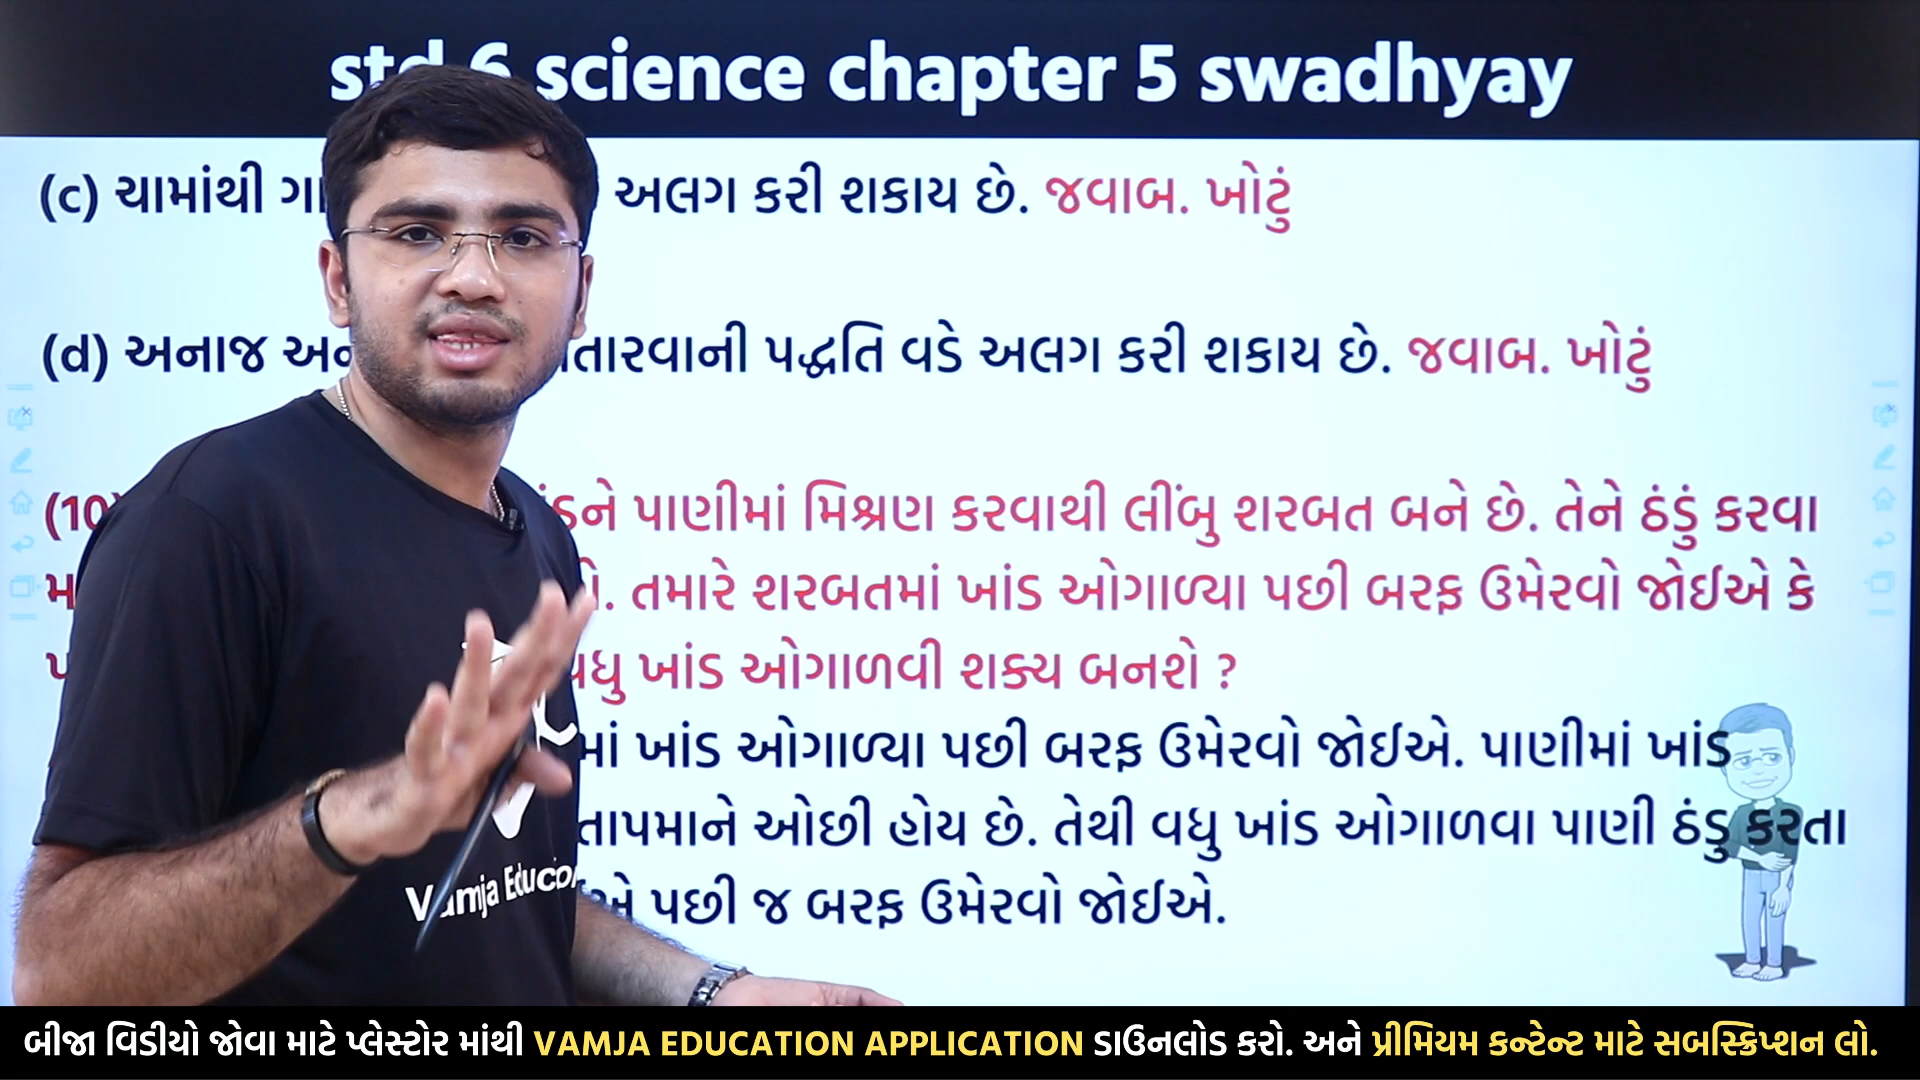 std 6 science chapter 5 swadhyay
(c) ચામાંથી અલગ કરી શકાય છે. જવાબ. ખોટું
(d) અનાજ પદ્ધતિ વડે અલગ કરી શકાય છે. જવાબ. ખોટું
(10) પાણીમાં મિશ્રણ કરવાથી લીંબુ શરબત બને છે. તેને ઠંડું કરવા
તમારે શરબતમાં ખાંડ ઓગાળ્યા પછી બરફ ઉમેરવો જોઈએ કે
વધુ ખાંડ ઓગાળવી શક્ય બનશે ?
ખાંડ ઓગાળ્યા પછી બરફ ઉમેરવો જોઈએ. પાણીમાં ખાંડ
તાપમાને ઓછી હોય છે. તેથી વધુ ખાંડ ઓગાળવા પાણી ઠંડુ કરતા
પછી જ બરફ ઉમેરવો જોઈએ.
Vamja
બીજા વિડીયો જોવા માટે પ્લેસ્ટોર માંથી VAMJA EDUCATION APPLICATION ડાઉનલોડ કરો. અને પ્રીમિયમ કન્ટેન્ટ માટે સબસ્ક્રિપ્શન લો.